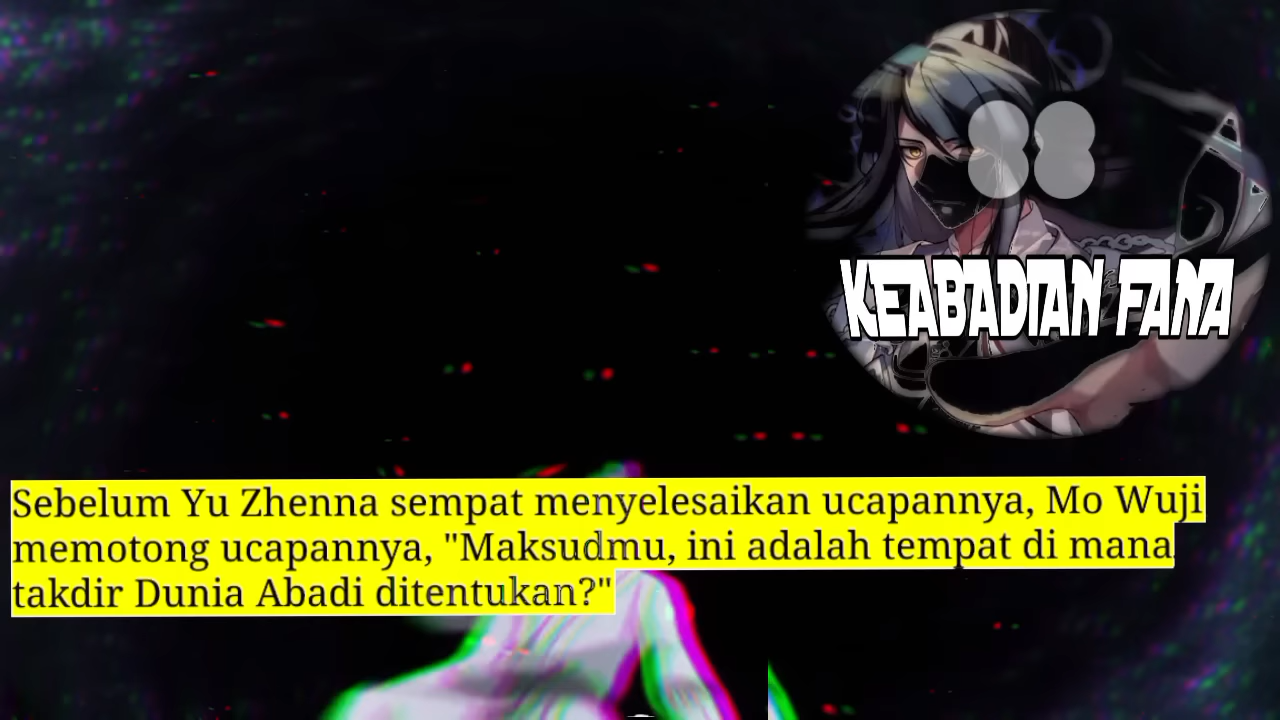 KEABADIAN FANA
Sebelum Yu Zhenna sempat menyelesaikan ucapannya, Mo Wuji
memotong ucapannya, "Maksudmu, ini adalah tempat di mana
takdir Dunia Abadi ditentukan?"